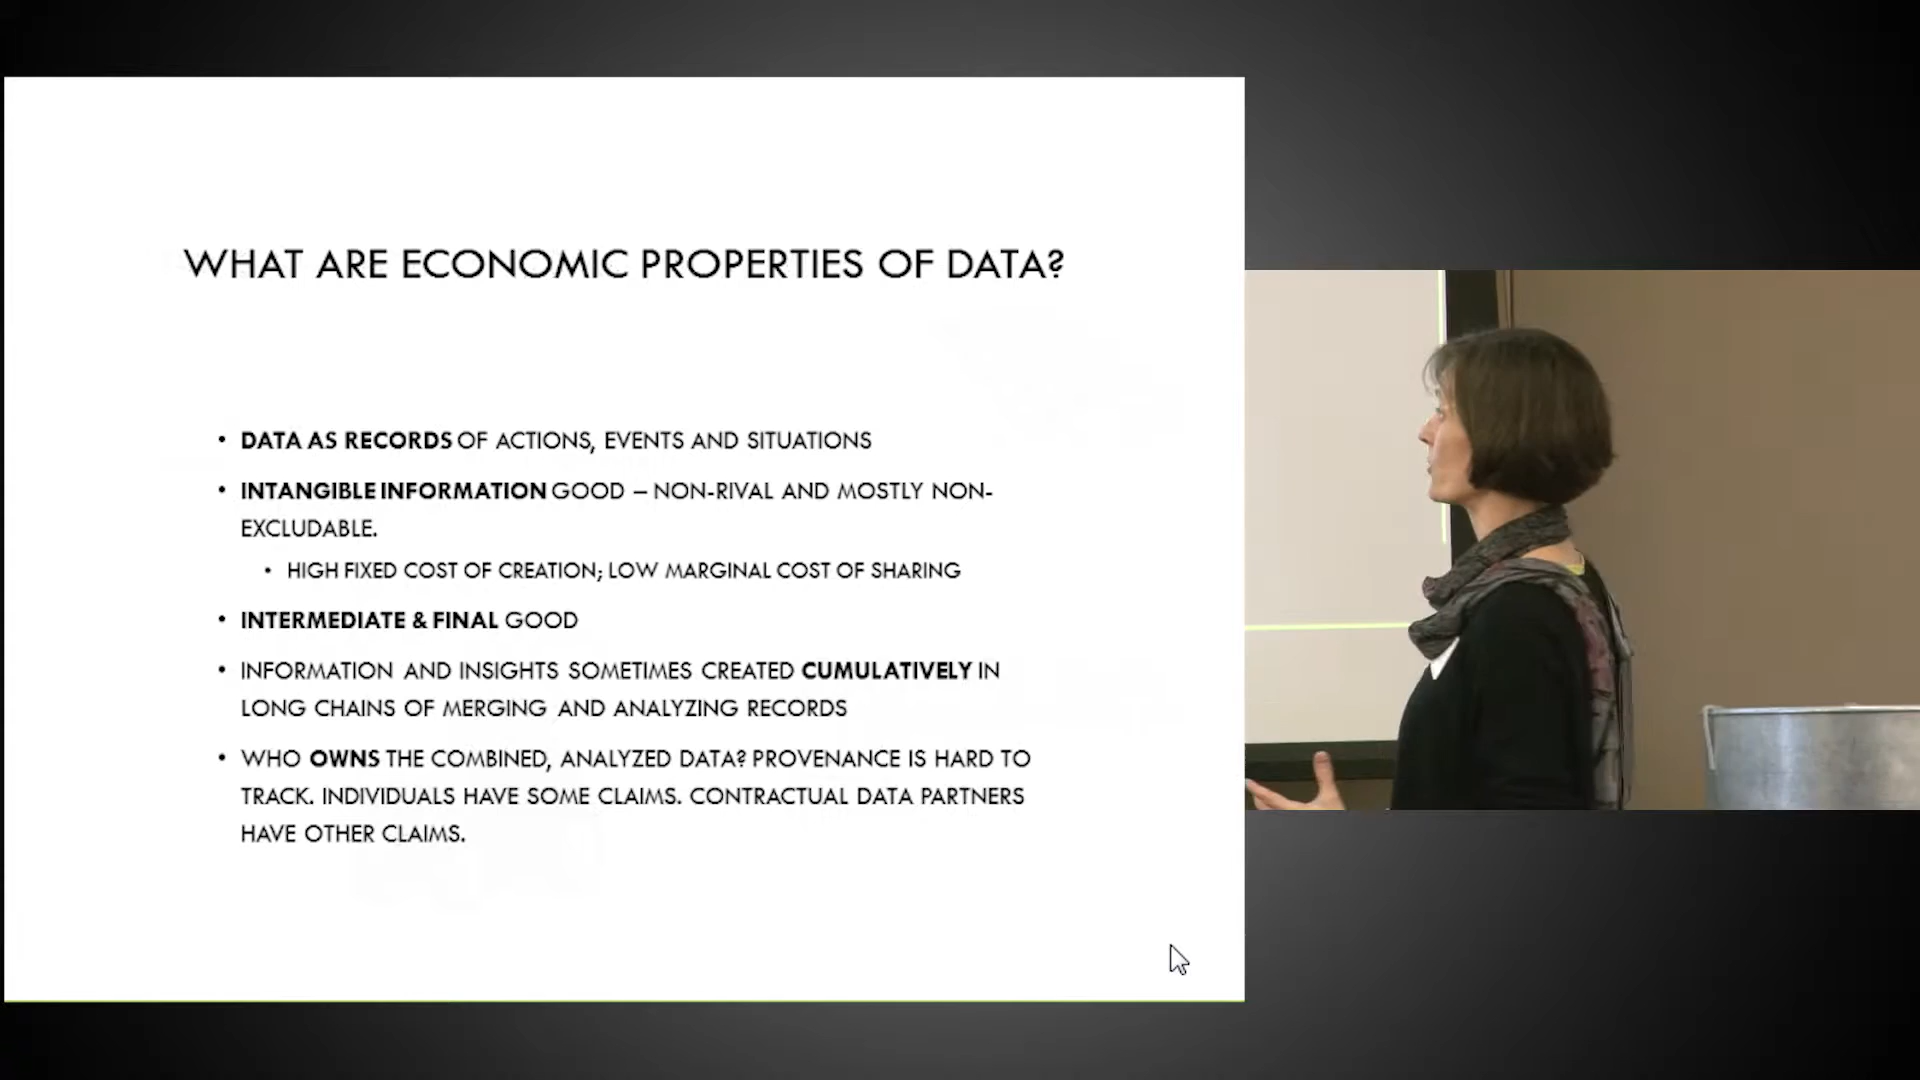 WHAT ARE ECONOMIC PROPERTIES OF DATA?
• DATA AS RECORDS OF ACTIONS, EVENTS AND SITUATIONS
• INTANGIBLE INFORMATION GOOD – NON-RIVAL AND MOSTLY NON-
EXCLUDABLE.
• HIGH FIXED COST OF CREATION; LOW MARGINAL COST OF SHARING
• INTERMEDIATE & FINAL GOOD
• INFORMATION AND INSIGHTS SOMETIMES CREATED CUMULATIVELY IN
LONG CHAINS OF MERGING AND ANALYZING RECORDS
• WHO OWNS THE COMBINED, ANALYZED DATA? PROVENANCE IS HARD TO
TRACK. INDIVIDUALS HAVE SOME CLAIMS. CONTRACTUAL DATA PARTNERS
HAVE OTHER CLAIMS.